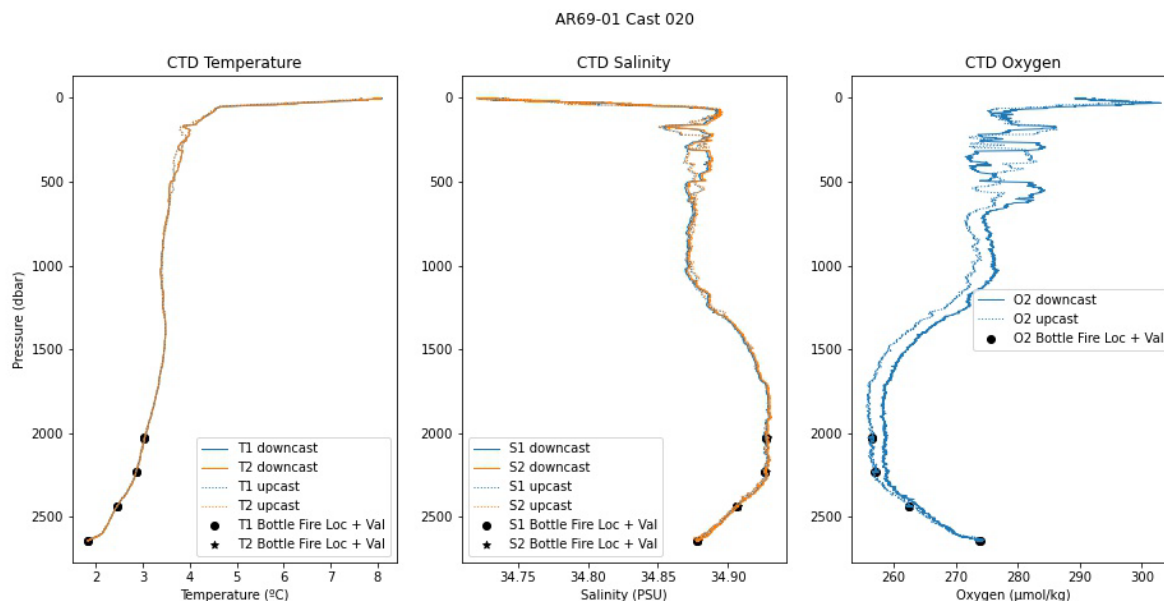 AR69-01 Cast 020
CTD Temperature
CTD Salinity
CTD Oxygen
Pressure (dbar)
0
500
1000
1500
2000
2500
T1 downcast
T2 downcast
T1 upcast
T2 upcast
T1 Bottle Fire Loc + Val
T2 Bottle Fire Loc + Val
2 3 4 5 6 7 8
Temperature (ºC)
0
500
1000
1500
2000
2500
S1 downcast
S2 downcast
S1 upcast
S2 upcast
S1 Bottle Fire Loc + Val
S2 Bottle Fire Loc + Val
34.75 34.80 34.85 34.90
Salinity (PSU)
0
500
1000
1500
2000
2500
O2 downcast
O2 upcast
O2 Bottle Fire Loc + Val
260 270 280 290 300
Oxygen (μmol/kg)